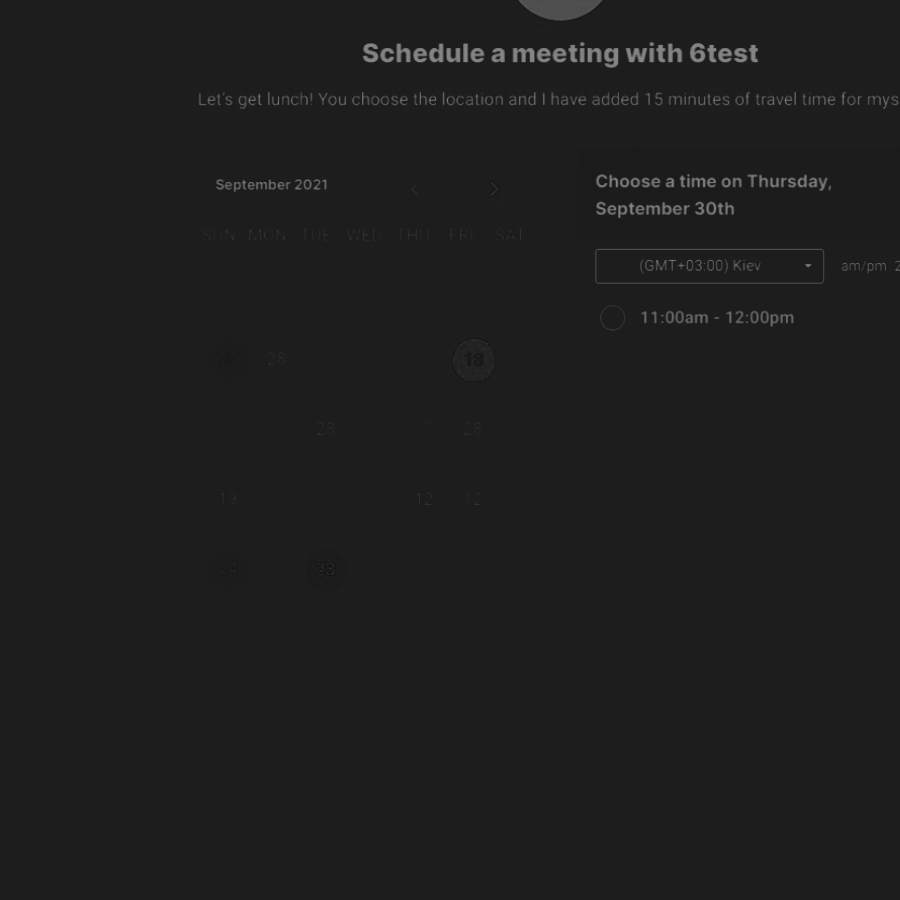 Schedule a meeting with 6test
Let's get lunch! You choose the location and I have added 15 minutes of travel time for mys
September 2021
Choose a time on Thursday,
September 30th
SUN MON TUE WED THU FRI SAT
(GMT+03:00) Kiev
am/pm 2
11:00am - 12:00pm
28 18
28 28
19 12 12
24 23